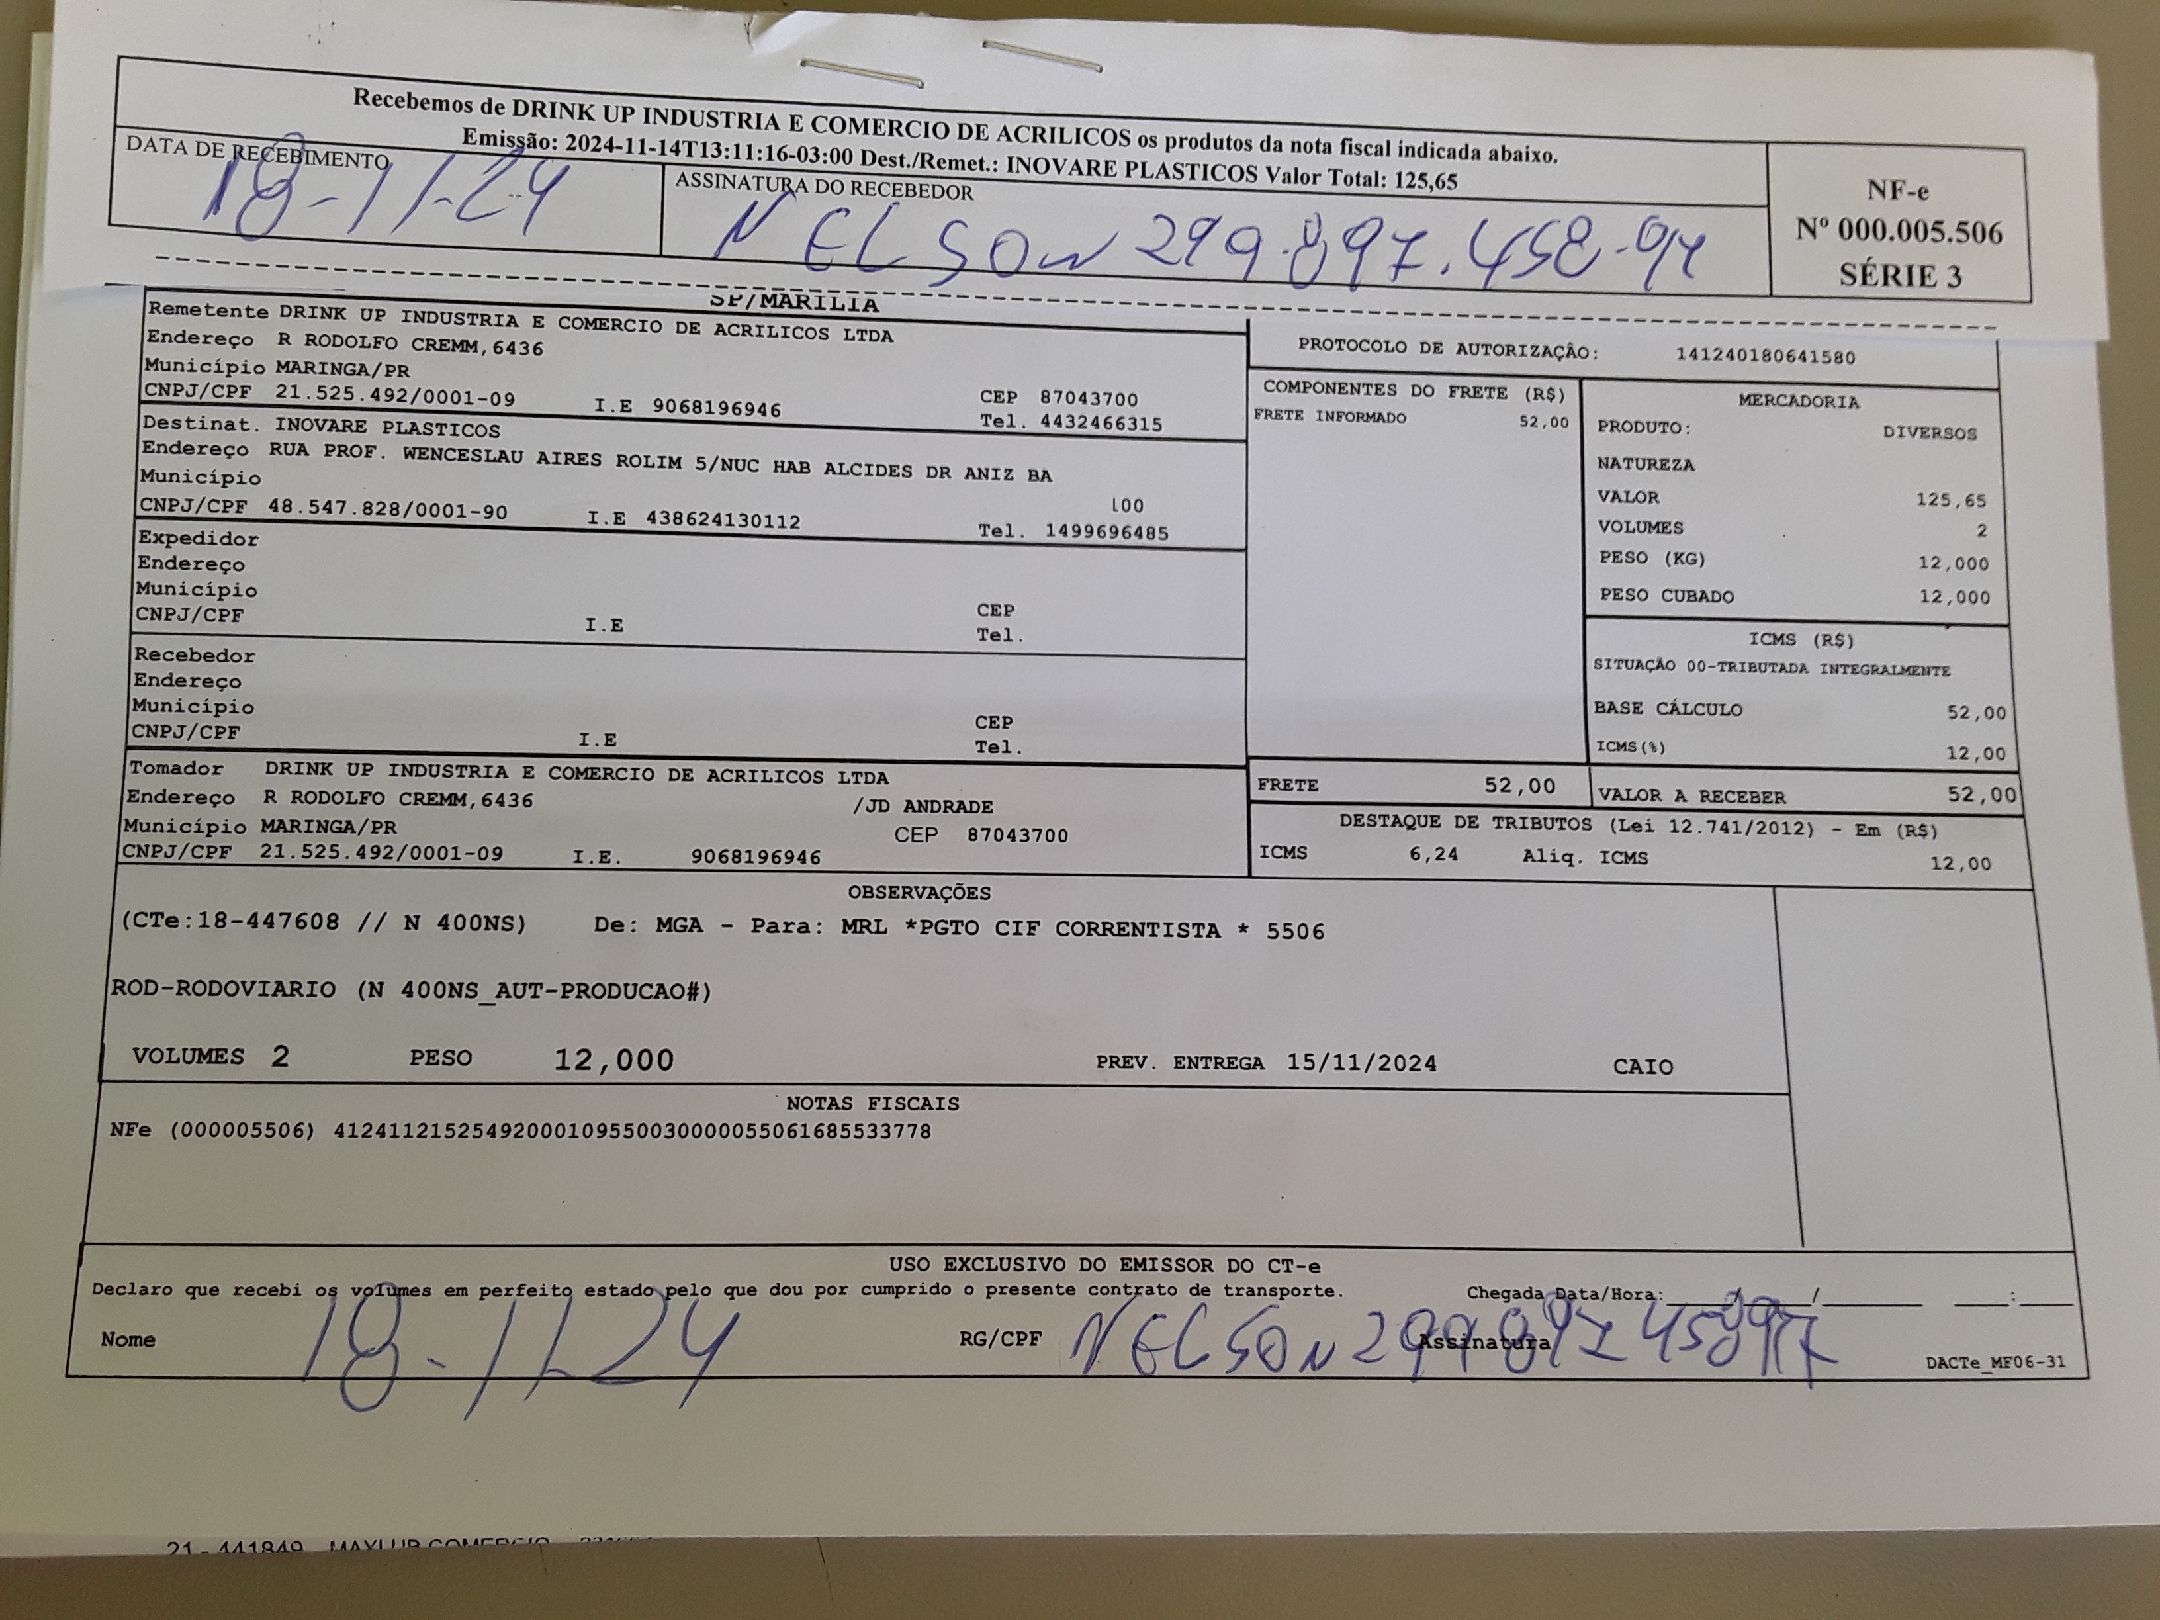 Recebemos de DRINK UP INDUSTRIA E COMERCIO DE ACRILICOS os produtos da nota fiscal indicada abaixo.
Emissão: 2024-11-14T13:11:16-03:00 Dest./Remet.: INOVARE PLASTICOS Valor Total: 125,65
DATA DE RECEBIMENTO
18-11-24
ASSINATURA DO RECEBEDOR
NELSON 299.897.458-94
NF-e
Nº 000.005.506
SÉRIE 3
SP/MARILIA
Remetente DRINK UP INDUSTRIA E COMERCIO DE ACRILICOS LTDA
Endereço R RODOLFO CREMM,6436
Município MARINGA/PR
CNPJ/CPF 21.525.492/0001-09 I.E 9068196946
CEP 87043700
Tel. 4432466315
Destinat. INOVARE PLASTICOS
Endereço RUA PROF. WENCESLAU AIRES ROLIM 5/NUC HAB ALCIDES DR ANIZ BA
Município
CNPJ/CPF 48.547.828/0001-90 I.E 438624130112
Tel. 1499696485
Expedidor
Endereço
Município
CNPJ/CPF I.E
CEP
Tel.
Recebedor
Endereço
Município
CNPJ/CPF I.E
CEP
Tel.
Tomador DRINK UP INDUSTRIA E COMERCIO DE ACRILICOS LTDA
Endereço R RODOLFO CREMM,6436 /JD ANDRADE
Município MARINGA/PR CEP 87043700
CNPJ/CPF 21.525.492/0001-09 I.E. 9068196946
PROTOCOLO DE AUTORIZAÇÃO: 141240180641580
COMPONENTES DO FRETE (R$)
FRETE INFORMADO 52,00
MERCADORIA
PRODUTO: DIVERSOS
NATUREZA
VALOR 125,65
VOLUMES 2
PESO (KG) 12,000
PESO CUBADO 12,000
ICMS (R$)
SITUAÇÃO 00-TRIBUTADA INTEGRALMENTE
BASE CÁLCULO 52,00
ICMS(%) 12,00
FRETE 52,00
VALOR A RECEBER 52,00
DESTAQUE DE TRIBUTOS (Lei 12.741/2012) - Em (R$)
ICMS 6,24 Aliq. ICMS 12,00
OBSERVAÇÕES
(CTe:18-447608 // N 400NS) De: MGA - Para: MRL *PGTO CIF CORRENTISTA * 5506
ROD-RODOVIARIO (N 400NS_AUT-PRODUCAO#)
VOLUMES 2 PESO 12,000 PREV. ENTREGA 15/11/2024 CAIO
NOTAS FISCAIS
NFe (000005506) 41241121525492000109550030000055061685533778
USO EXCLUSIVO DO EMISSOR DO CT-e
Declaro que recebi os volumes em perfeito estado pelo que dou por cumprido o presente contrato de transporte. Chegada Data/Hora: ___/___/___ ___:___
Nome 18-11-24 RG/CPF NELSON Assinatura
DACTe_MF06-31
21 - 441849